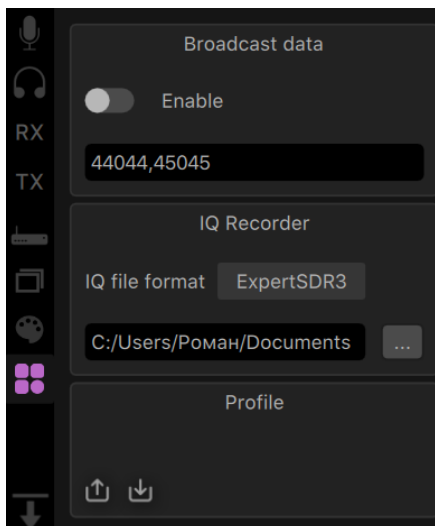 Broadcast data
Enable
RX
44044,45045
TX
IQ Recorder
IQ file format ExpertSDR3
C:/Users/Роман/Documents ...
Profile